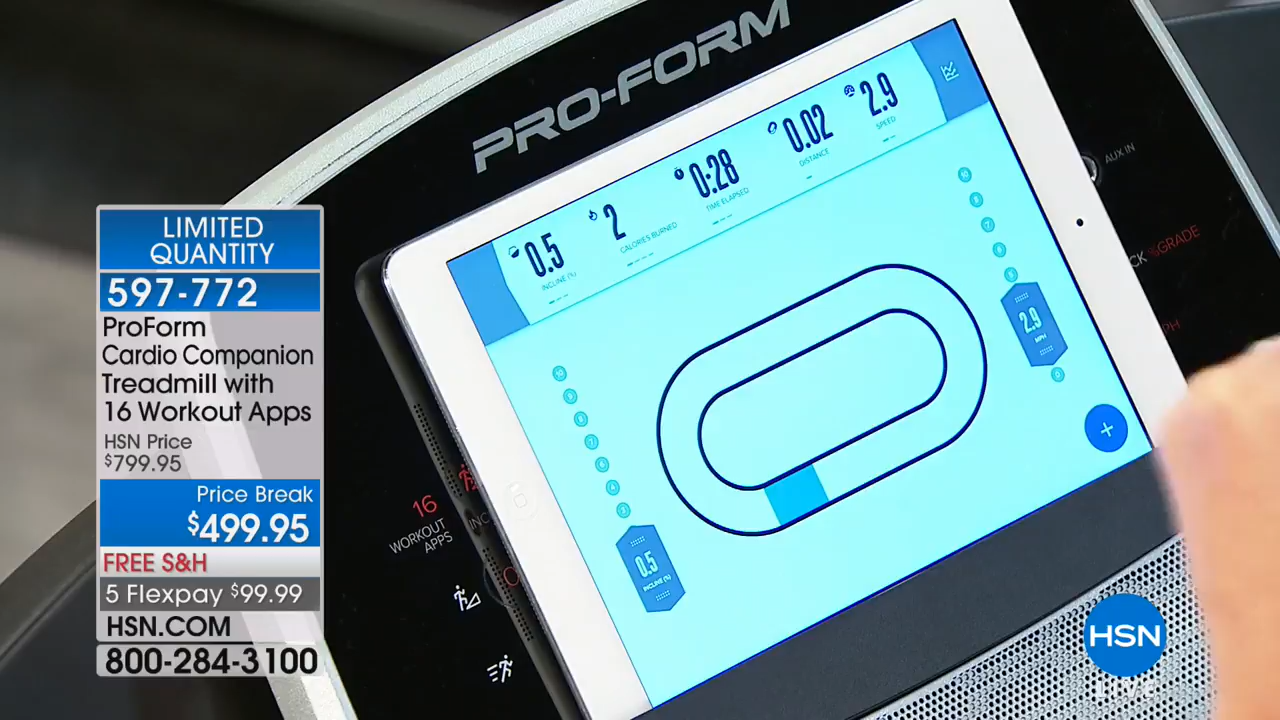 PRO-FORM
0.5
INCLINE (%)
2
CALORIES BURNED
0:28
TIME ELAPSED
0.02
DISTANCE
2.9
SPEED
AUX IN
GRADE
2.9
MPH
0.5
INCLINE (%)
+
16
WORKOUT
APPS
LIMITED
QUANTITY
597-772
ProForm
Cardio Companion
Treadmill with
16 Workout Apps
HSN Price
$799.95
Price Break
$499.95
FREE S&H
5 Flexpay $99.99
HSN.COM
800-284-3100
HSN
LIVE